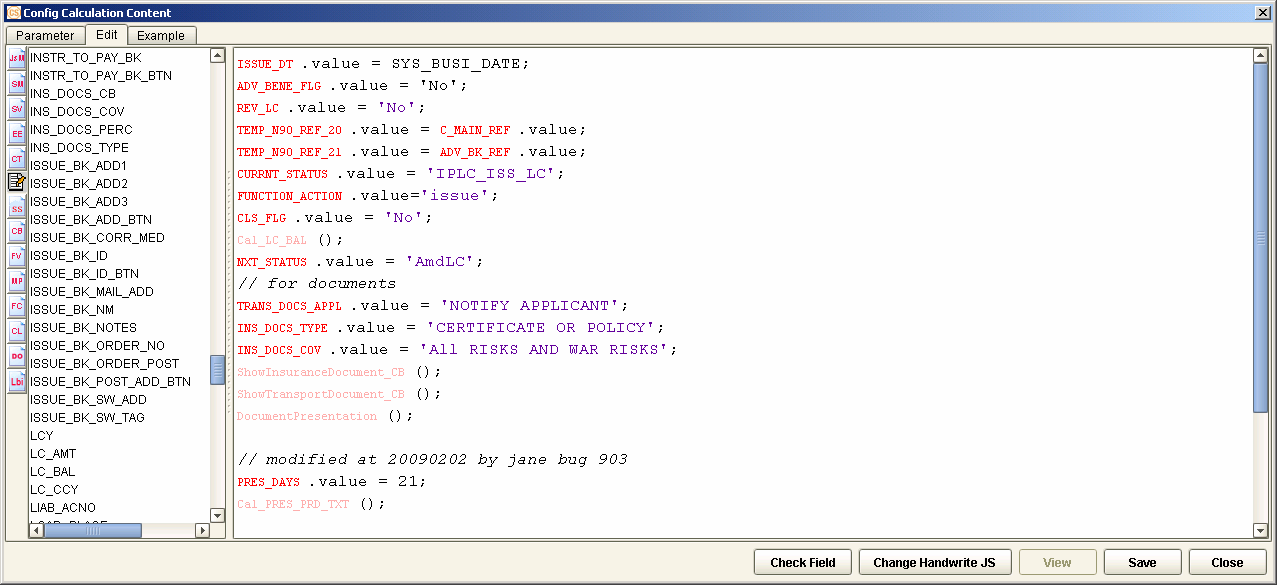 Config Calculation Content
Parameter Edit Example
JsM
SM
SV
EE
CT
SS
CB
FV
MP
FC
CL
DO
Lbi
INSTR_TO_PAY_BK
INSTR_TO_PAY_BK_BTN
INS_DOCS_CB
INS_DOCS_COV
INS_DOCS_PERC
INS_DOCS_TYPE
ISSUE_BK_ADD1
ISSUE_BK_ADD2
ISSUE_BK_ADD3
ISSUE_BK_ADD_BTN
ISSUE_BK_CORR_MED
ISSUE_BK_ID
ISSUE_BK_ID_BTN
ISSUE_BK_MAIL_ADD
ISSUE_BK_NM
ISSUE_BK_NOTES
ISSUE_BK_ORDER_NO
ISSUE_BK_ORDER_POST
ISSUE_BK_POST_ADD_BTN
ISSUE_BK_SW_ADD
ISSUE_BK_SW_TAG
LCY
LC_AMT
LC_BAL
LC_CCY
LIAB_ACNO
ISSUE_DT .value = SYS_BUSI_DATE;
ADV_BENE_FLG .value = 'No';
REV_LC .value = 'No';
TEMP_N90_REF_20 .value = C_MAIN_REF .value;
TEMP_N90_REF_21 .value = ADV_BK_REF .value;
CURRNT_STATUS .value = 'IPLC_ISS_LC';
FUNCTION_ACTION .value='issue';
CLS_FLG .value = 'No';
Cal_LC_BAL ();
NXT_STATUS .value = 'AmdLC';
// for documents
TRANS_DOCS_APPL .value = 'NOTIFY APPLICANT';
INS_DOCS_TYPE .value = 'CERTIFICATE OR POLICY';
INS_DOCS_COV .value = 'All RISKS AND WAR RISKS';
ShowInsuranceDocument_CB ();
ShowTransportDocument_CB ();
DocumentPresentation ();
// modified at 20090202 by jane bug 903
PRES_DAYS .value = 21;
Cal_PRES_PRD_TXT ();
Check Field Change Handwrite JS View Save Close